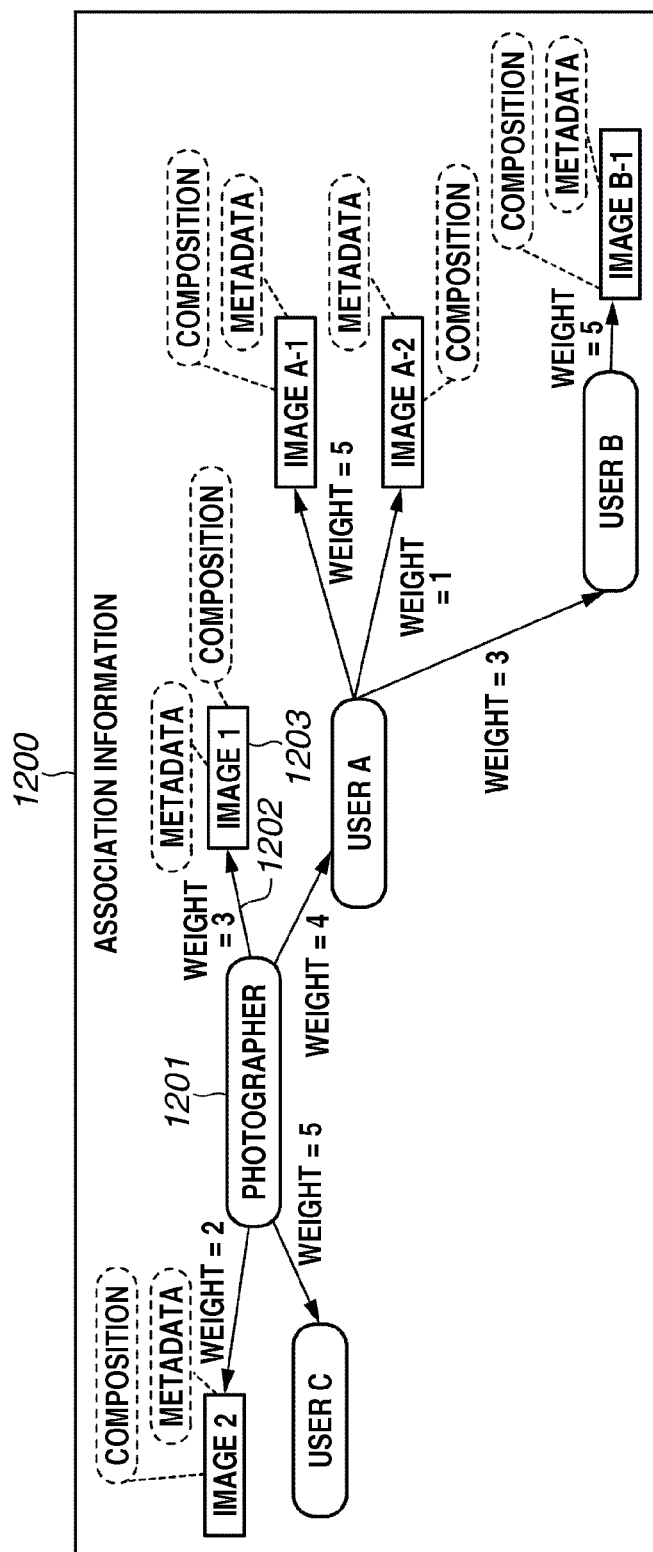 1200
ASSOCIATION INFORMATION
COMPOSITION
METADATA
IMAGE 2
WEIGHT = 2
USER C
WEIGHT = 5
1201
PHOTOGRAPHER
WEIGHT
= 3
1202
METADATA
IMAGE 1
1203
COMPOSITION
WEIGHT = 4
USER A
WEIGHT = 5
COMPOSITION
METADATA
IMAGE A-1
WEIGHT
= 1
METADATA
IMAGE A-2
COMPOSITION
WEIGHT = 3
USER B
WEIGHT
= 5
COMPOSITION
METADATA
IMAGE B-1